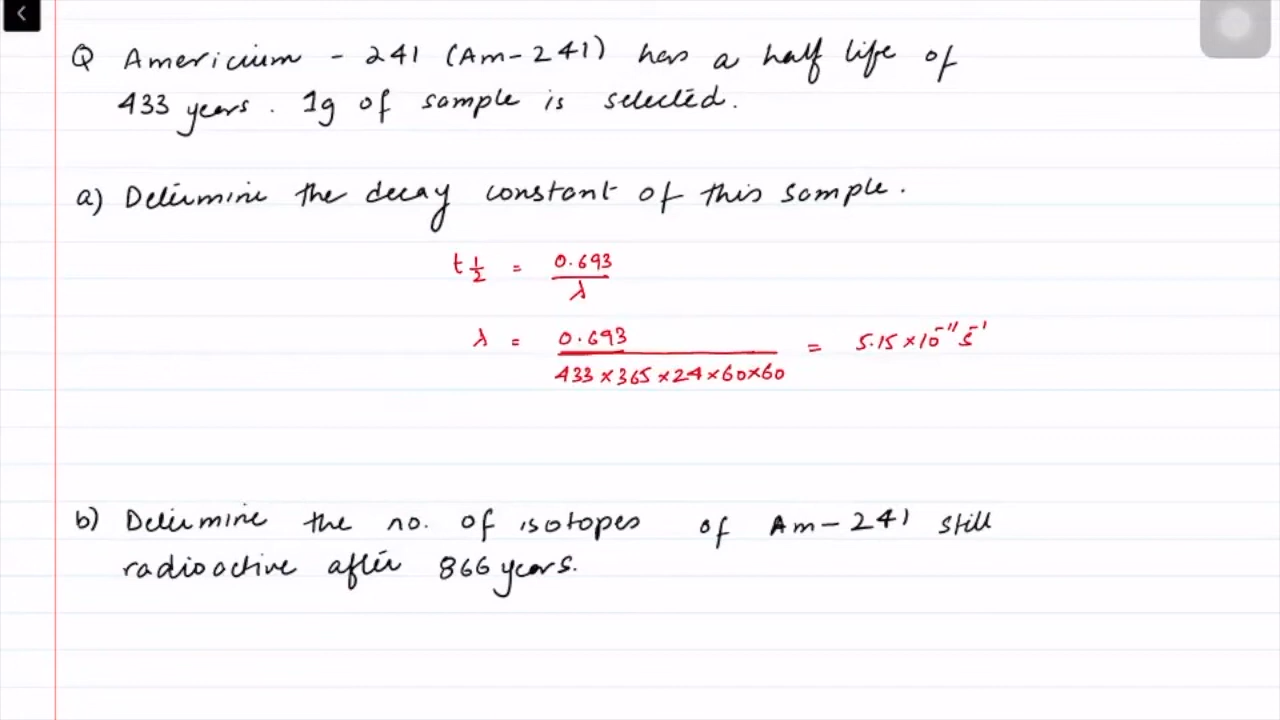 Q Americium - 241 (Am-241) has a half life of
433 years. 1g of sample is selected.
a) Determine the decay constant of this sample.
t½ = 0.693/λ
λ = 0.693/433×365×24×60×60 = 5.15×10⁻¹¹ s⁻¹
b) Determine the no. of isotopes of Am-241 still
radioactive after 866 years.